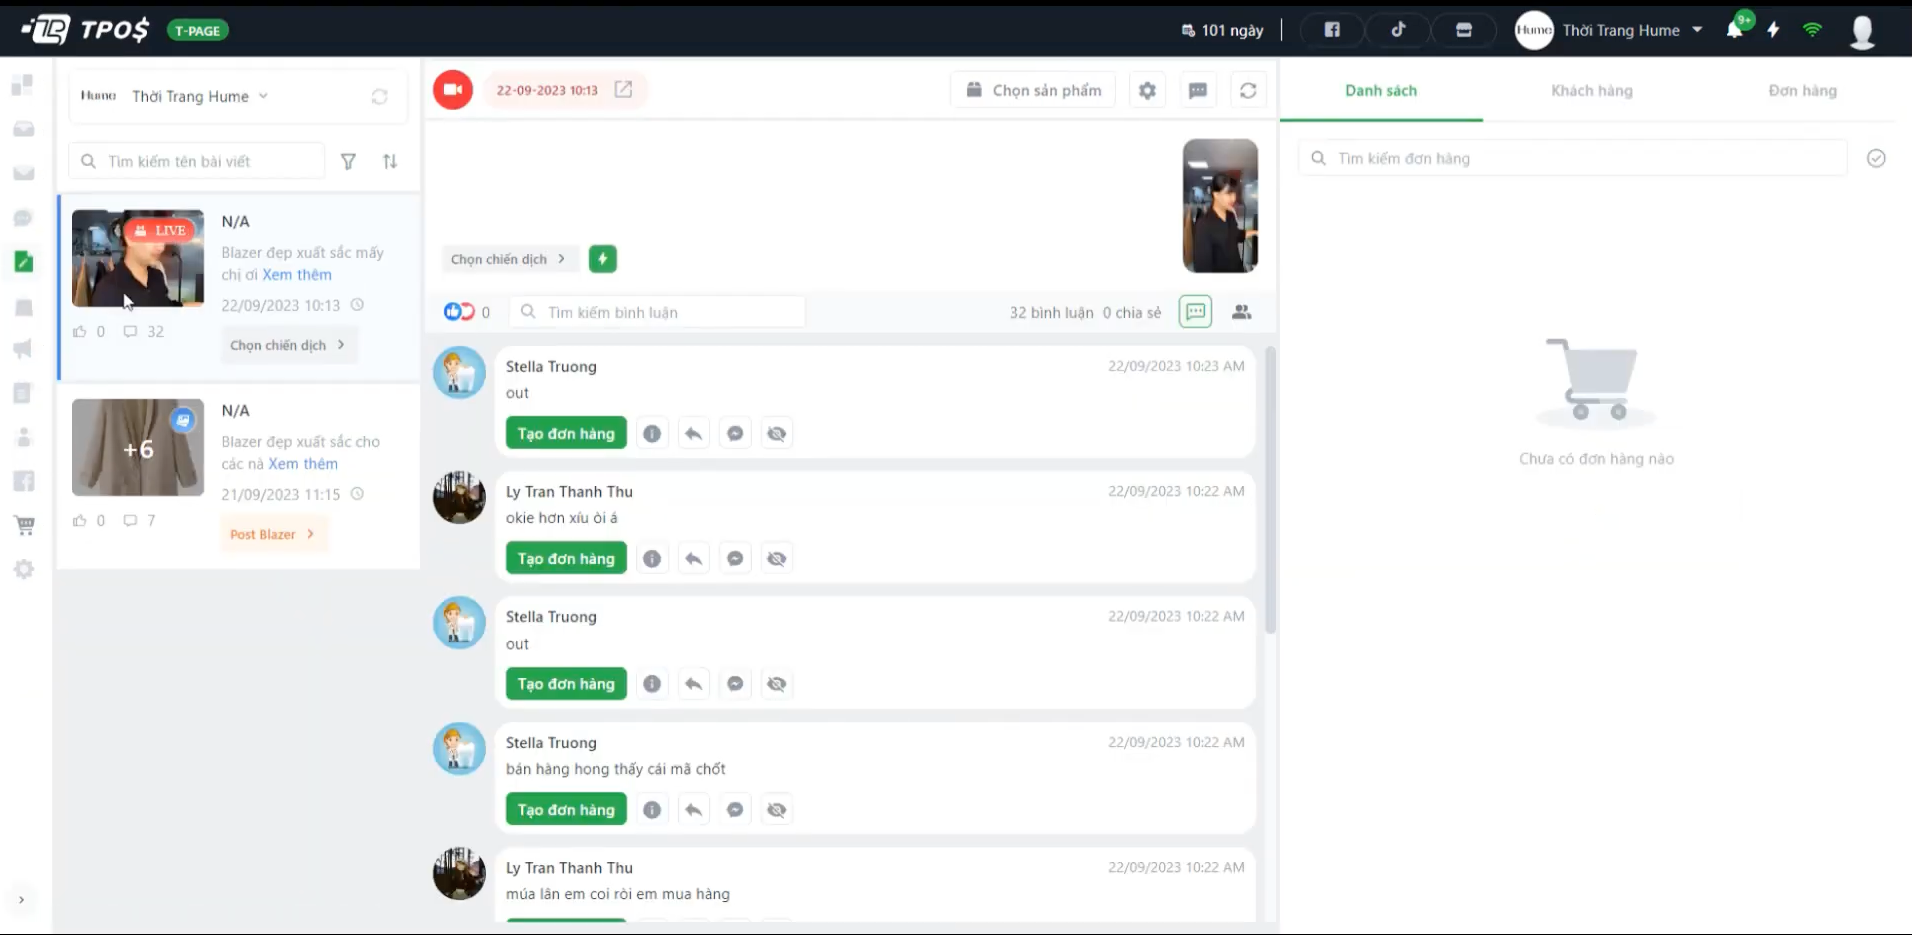 TPO$ T-PAGE
101 ngày
Hume Thời Trang Hume
9+
Hume Thời Trang Hume
Tìm kiếm tên bài viết
LIVE
N/A
Blazer đẹp xuất sắc mấy
chị ơi Xem thêm
22/09/2023 10:13
0 32
Chọn chiến dịch
+6
N/A
Blazer đẹp xuất sắc cho
các nà Xem thêm
21/09/2023 11:15
0 7
Post Blazer
22-09-2023 10:13
Chọn sản phẩm
Chọn chiến dịch
0
Tìm kiếm bình luận
32 bình luận 0 chia sẻ
Stella Truong 22/09/2023 10:23 AM
out
Tạo đơn hàng
Ly Tran Thanh Thu 22/09/2023 10:22 AM
okie hơn xíu òi á
Tạo đơn hàng
Stella Truong 22/09/2023 10:22 AM
out
Tạo đơn hàng
Stella Truong 22/09/2023 10:22 AM
bán hàng hong thấy cái mã chốt
Tạo đơn hàng
Ly Tran Thanh Thu 22/09/2023 10:22 AM
múa lân em coi ròi em mua hàng
Danh sách Khách hàng Đơn hàng
Tìm kiếm đơn hàng
Chưa có đơn hàng nào